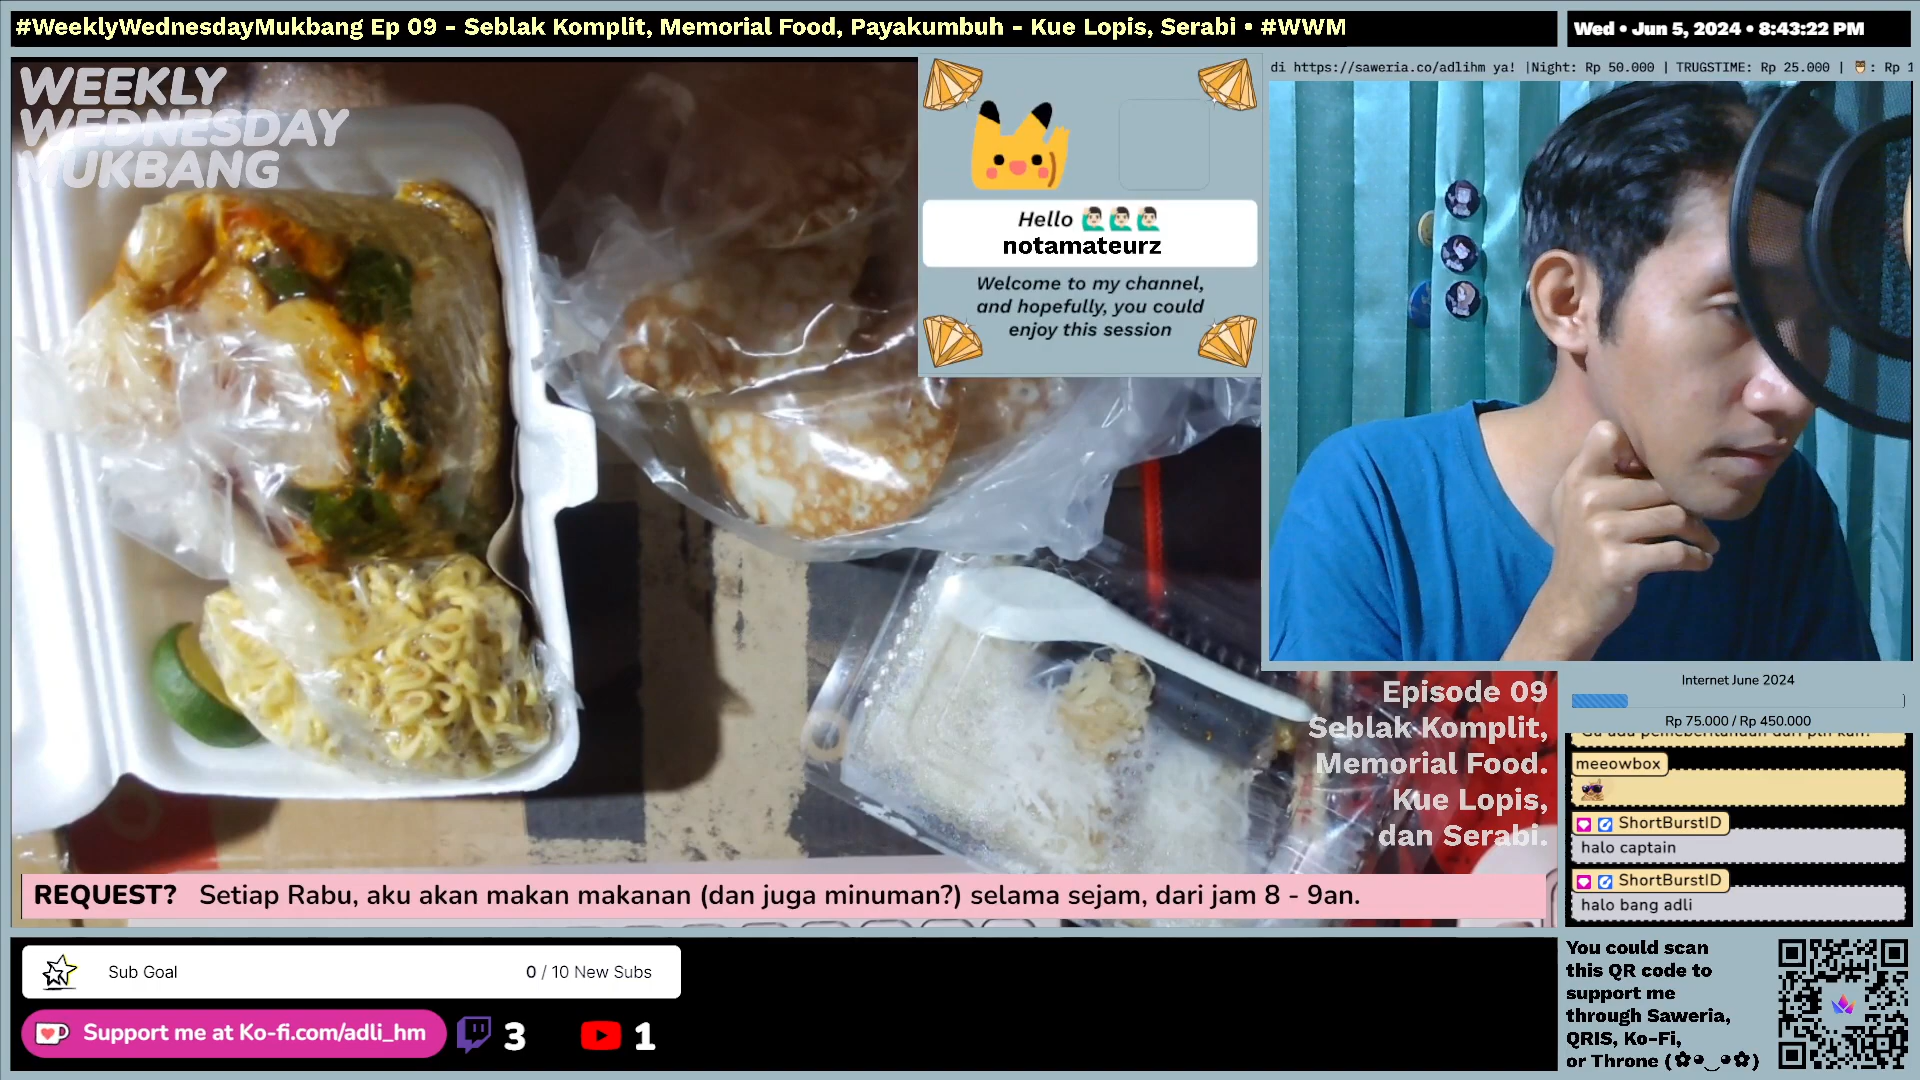 #WeeklyWednesdayMukbang Ep 09 - Seblak Komplit, Memorial Food, Payakumbuh - Kue Lopis, Serabi • #WWM
Wed • Jun 5, 2024 • 8:43:22 PM
di https://saweria.co/adlihm ya! |Night: Rp 50.000 | TRUGSTIME: Rp 25.000 | : Rp 1
WEEKLY
WEDNESDAY
MUKBANG
Hello
notamateurz
Welcome to my channel,
and hopefully, you could
enjoy this session
Episode 09
Seblak Komplit,
Memorial Food.
Kue Lopis,
dan Serabi.
REQUEST? Setiap Rabu, aku akan makan makanan (dan juga minuman?) selama sejam, dari jam 8 - 9an.
Internet June 2024
Rp 75.000 / Rp 450.000
meeowbox
ShortBurstID
halo captain
ShortBurstID
halo bang adli
Sub Goal
0 / 10 New Subs
Support me at Ko-fi.com/adli_hm
3
1
You could scan
this QR code to
support me
through Saweria,
QRIS, Ko-Fi,
or Throne (✿◕‿◕✿)